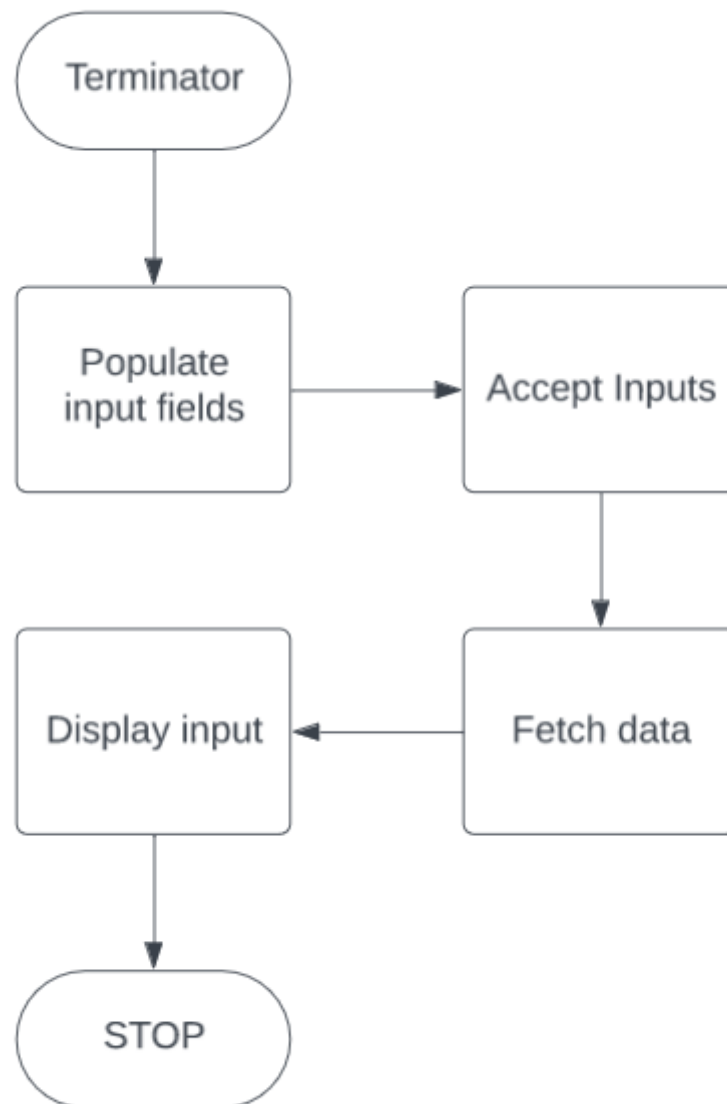 Terminator
Populate
input fields
Accept Inputs
Fetch data
Display input
STOP